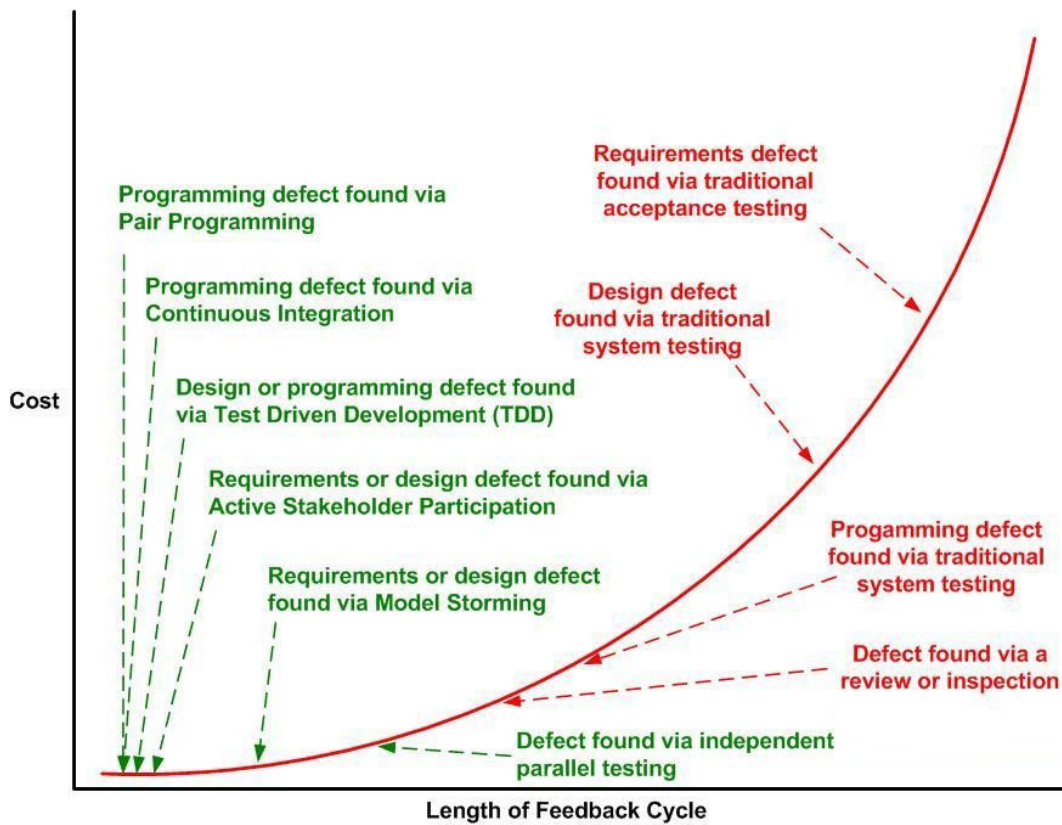 Requirements defect
found via traditional
acceptance testing
Programming defect found via
Pair Programming
Programming defect found via
Continuous Integration
Design defect
found via traditional
system testing
Cost
Design or programming defect found
via Test Driven Development (TDD)
Requirements or design defect found via
Active Stakeholder Participation
Progamming defect
found via traditional
system testing
Requirements or design defect
found via Model Storming
Defect found via a
review or inspection
Defect found via independent
parallel testing
Length of Feedback Cycle